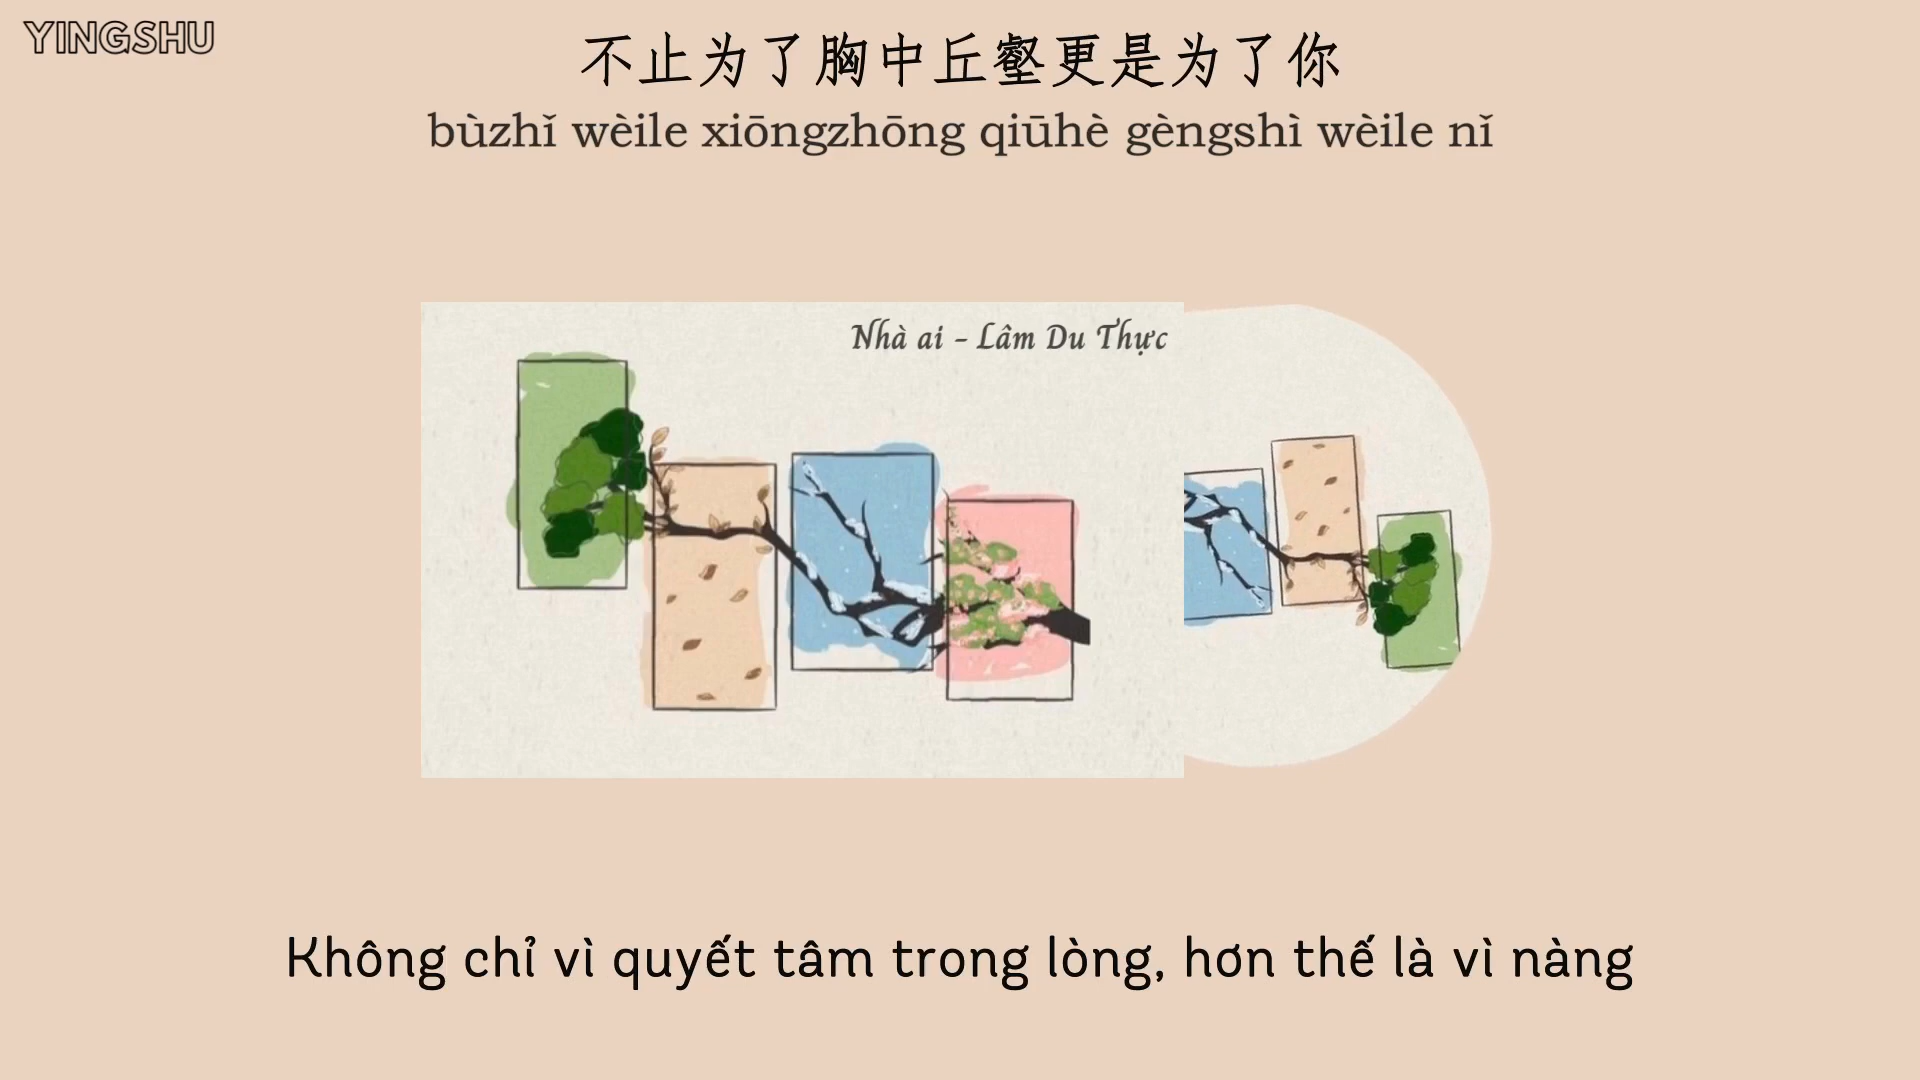 YINGSHU
不止为了胸中丘壑更是为了你
bùzhǐ wèile xiōngzhōng qiūhè gèngshì wèile nǐ
Nhà ai - Lâm Du Thực
Không chỉ vì quyết tâm trong lòng, hơn thế là vì nàng